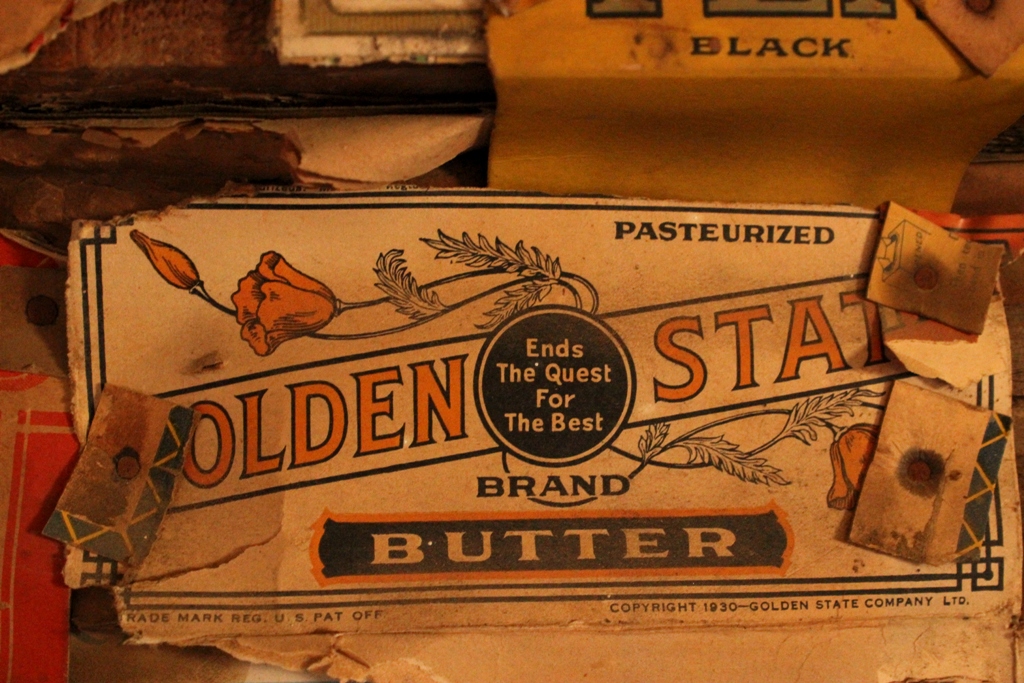 BLACK
PASTEURIZED
OLDEN STAT
Ends
The Quest
For
The Best
BRAND
BUTTER
RADE MARK REG. U.S. PAT OFF
COPYRIGHT 1930—GOLDEN STATE COMPANY LTD.